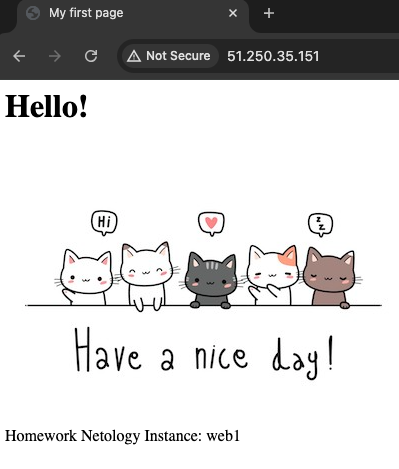 My first page
Not Secure 51.250.35.151
Hello!
Hi
z
z
Have a nice day!
Homework Netology Instance: web1